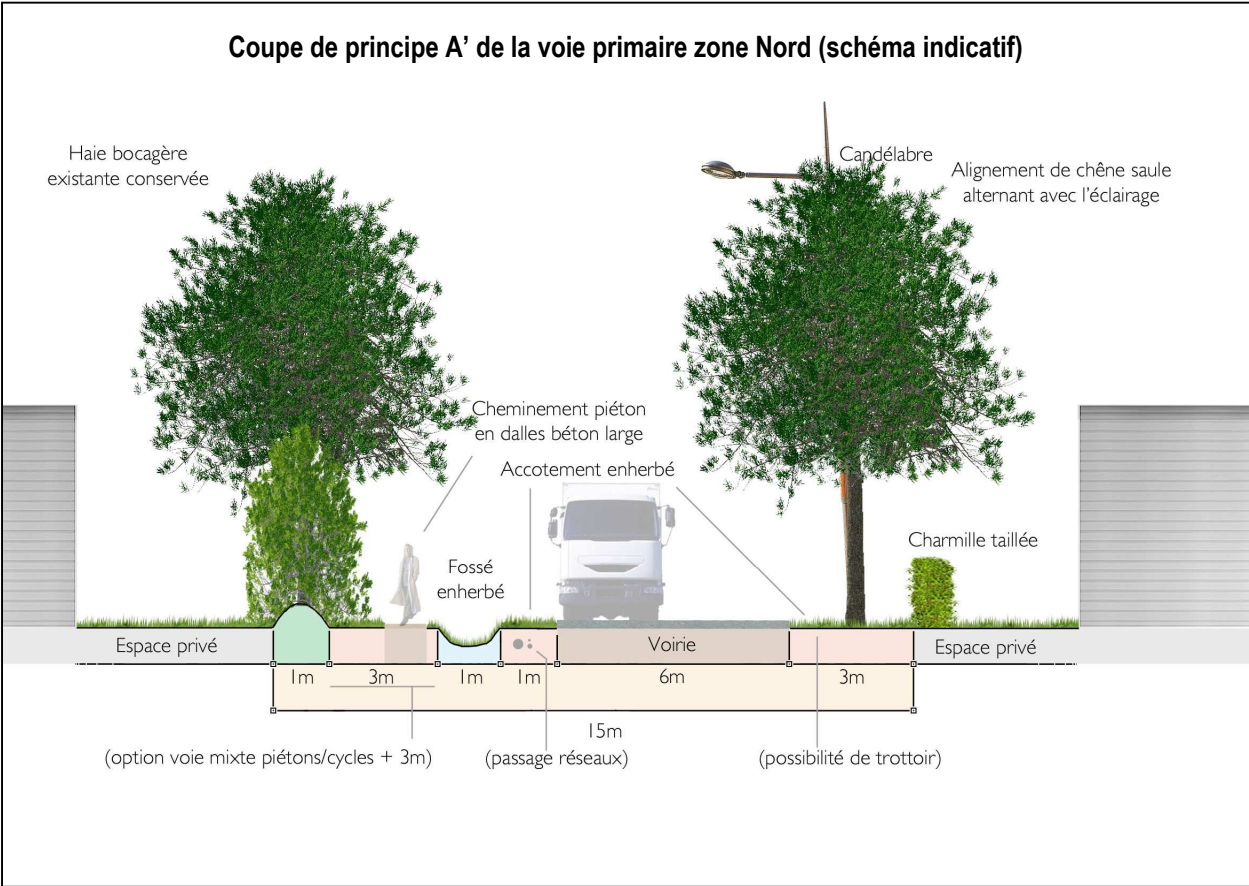 Coupe de principe A’ de la voie primaire zone Nord (schéma indicatif)
Haie bocagère
existante conservée
Candélabre
Alignement de chêne saule
alternant avec l'éclairage
Cheminement piéton
en dalles béton large
Accotement enherbé
Fossé
enherbé
Charmille taillée
Espace privé
Voirie
Espace privé
1m
3m
1m
1m
6m
3m
15m
(option voie mixte piétons/cycles + 3m)
(passage réseaux)
(possibilité de trottoir)